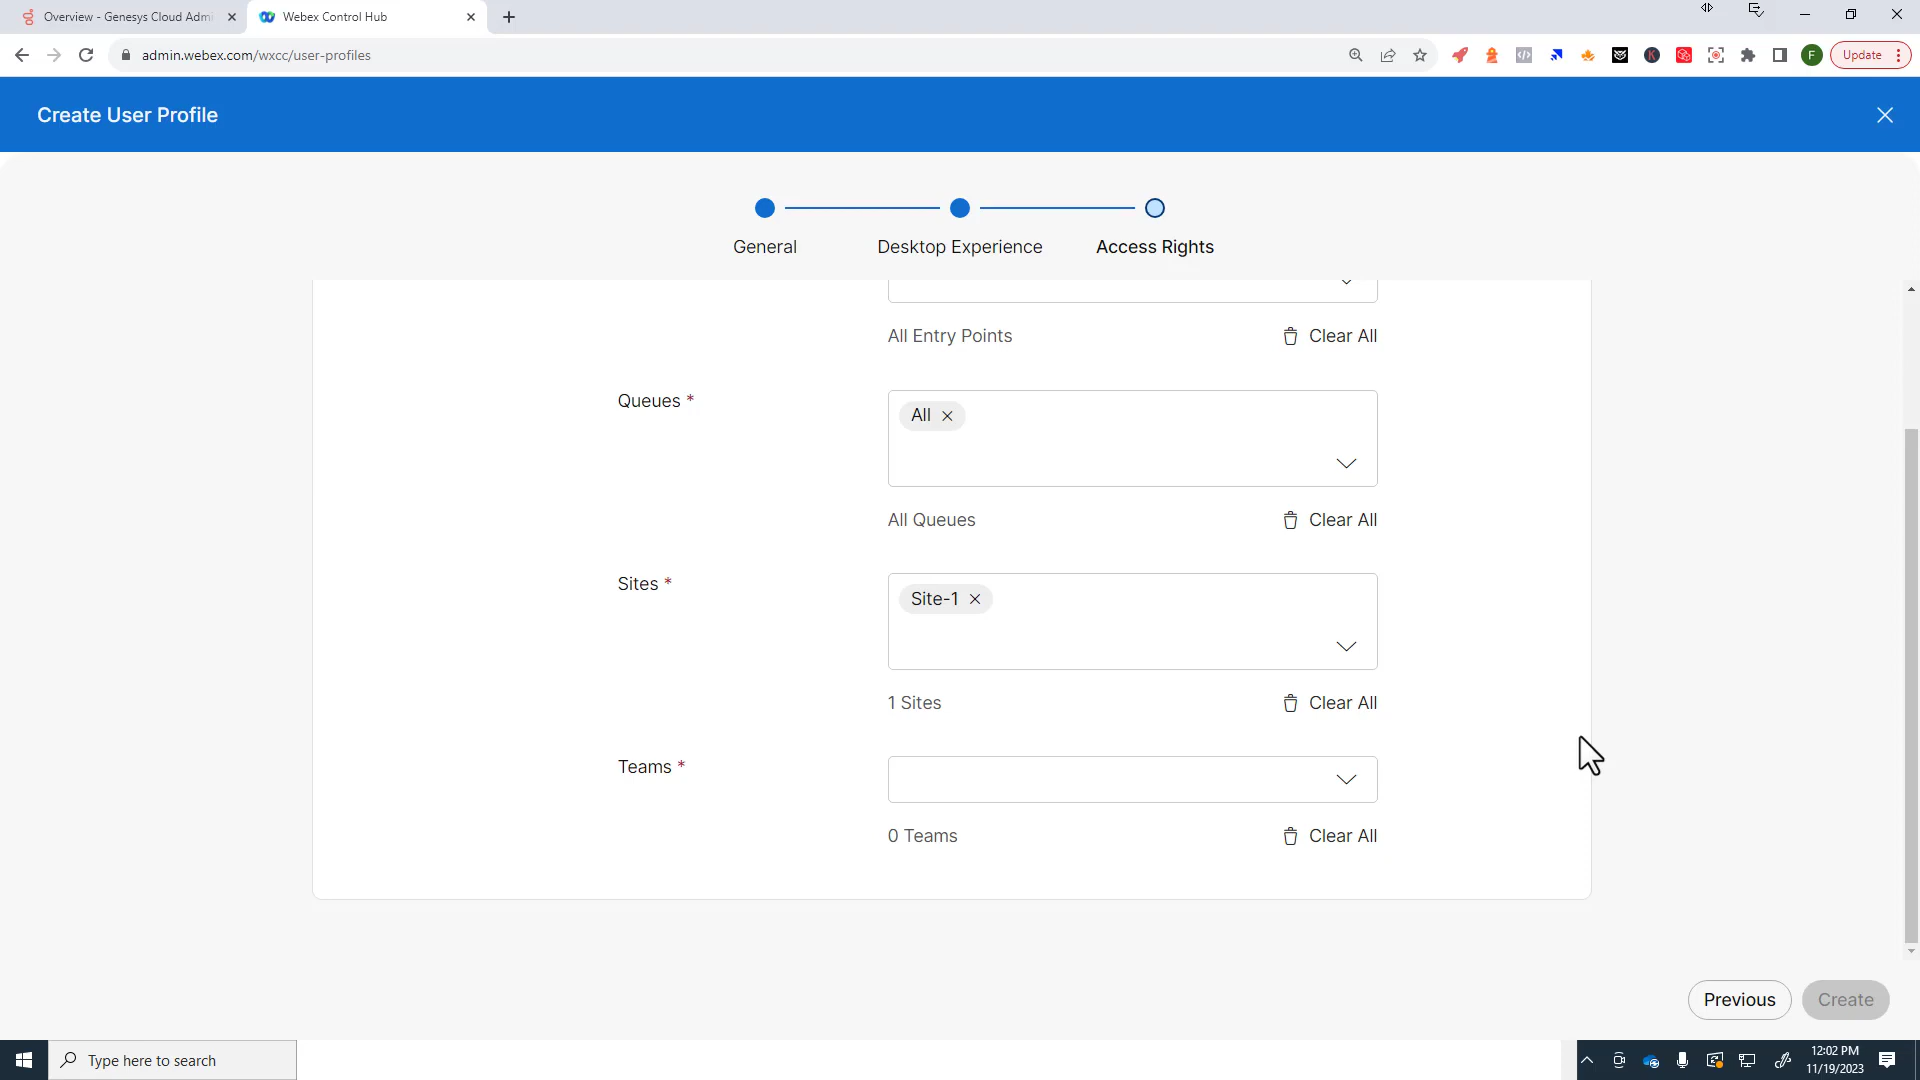 Overview - Genesys Cloud Admi
Webex Control Hub
admin.webex.com/wxcc/user-profiles
F
Update
Create User Profile
General
Desktop Experience
Access Rights
All Entry Points
Clear All
Queues *
All
All Queues
Clear All
Sites *
Site-1
1 Sites
Clear All
Teams *
0 Teams
Clear All
Previous
Create
Type here to search
12:02 PM
11/19/2023